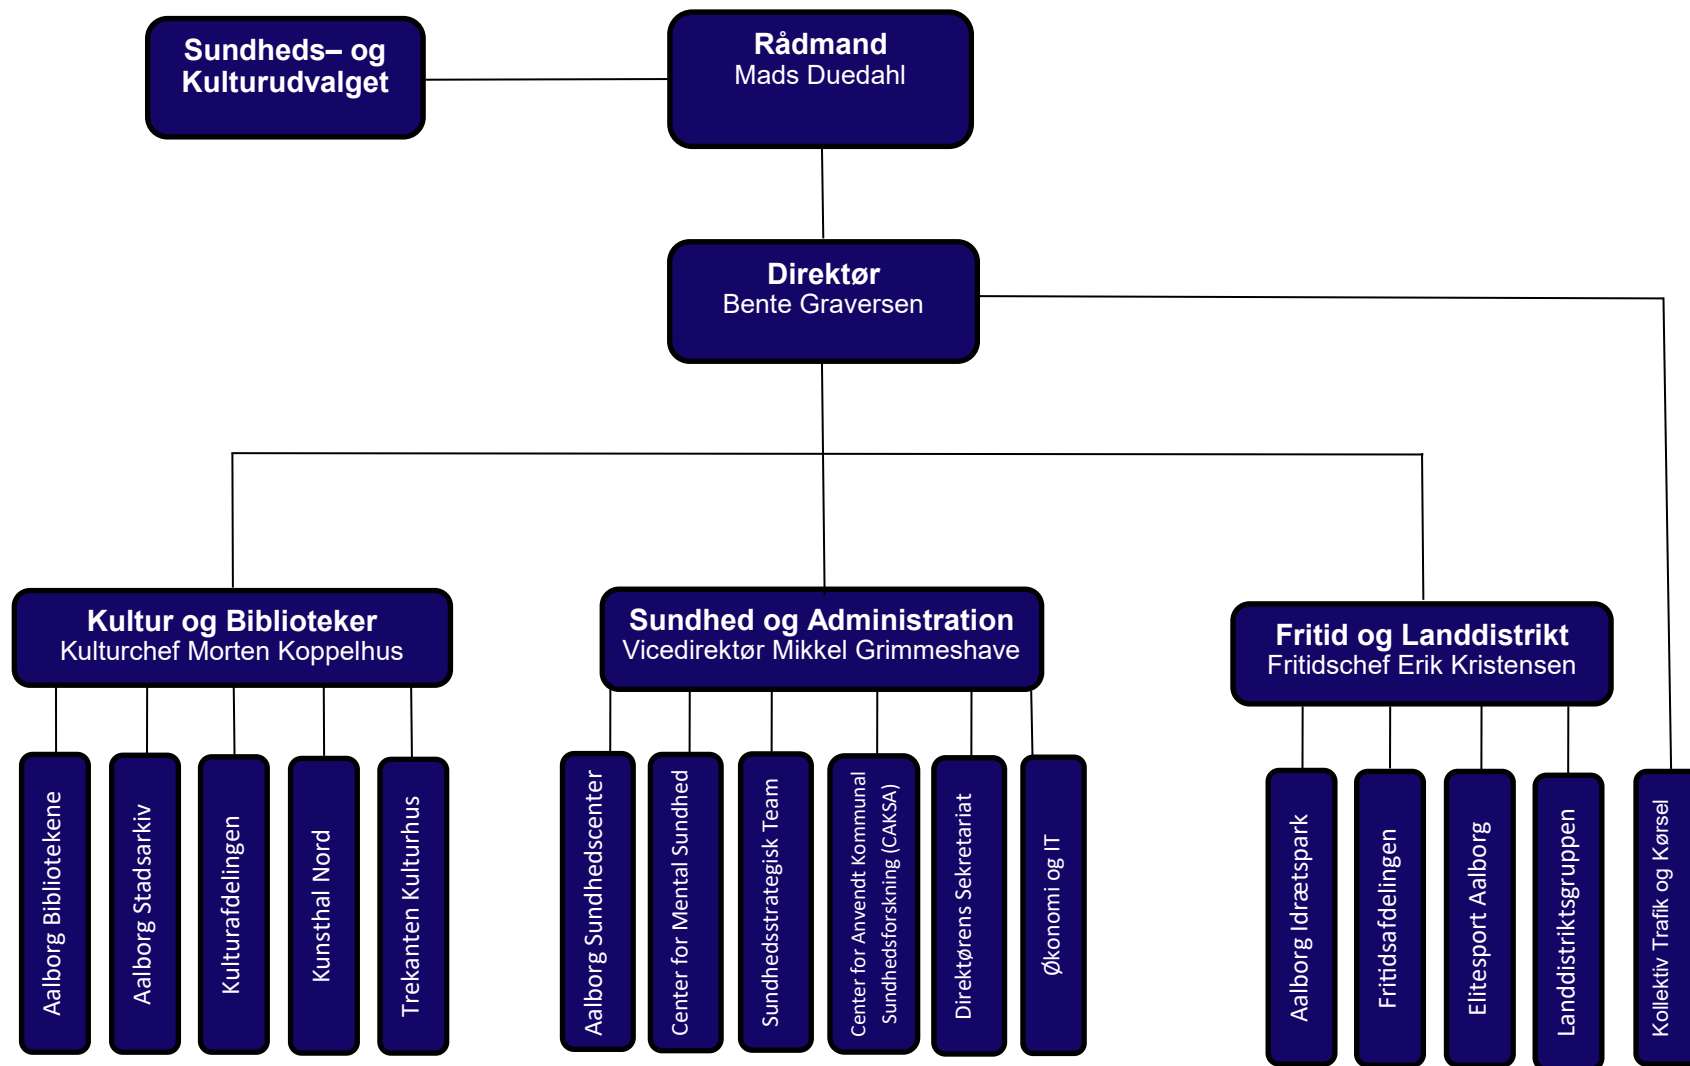 Sundheds– og
Kulturudvalget
Rådmand
Mads Duedahl
Direktør
Bente Graversen
Kultur og Biblioteker
Kulturchef Morten Koppelhus
Sundhed og Administration
Vicedirektør Mikkel Grimmeshave
Fritid og Landdistrikt
Fritidschef Erik Kristensen
Aalborg Bibliotekene
Aalborg Stadsarkiv
Kulturafdelingen
Kunsthal Nord
Trekanten Kulturhus
Aalborg Sundhedscenter
Center for Mental Sundhed
Sundhedsstrategisk Team
Center for Anvendt Kommunal
Sundhedsforskning (CAKSA)
Direktørens Sekretariat
Økonomi og IT
Aalborg Idrætspark
Fritidsafdelingen
Elitesport Aalborg
Landdistriktsgruppen
Kollektiv Trafik og Kørsel